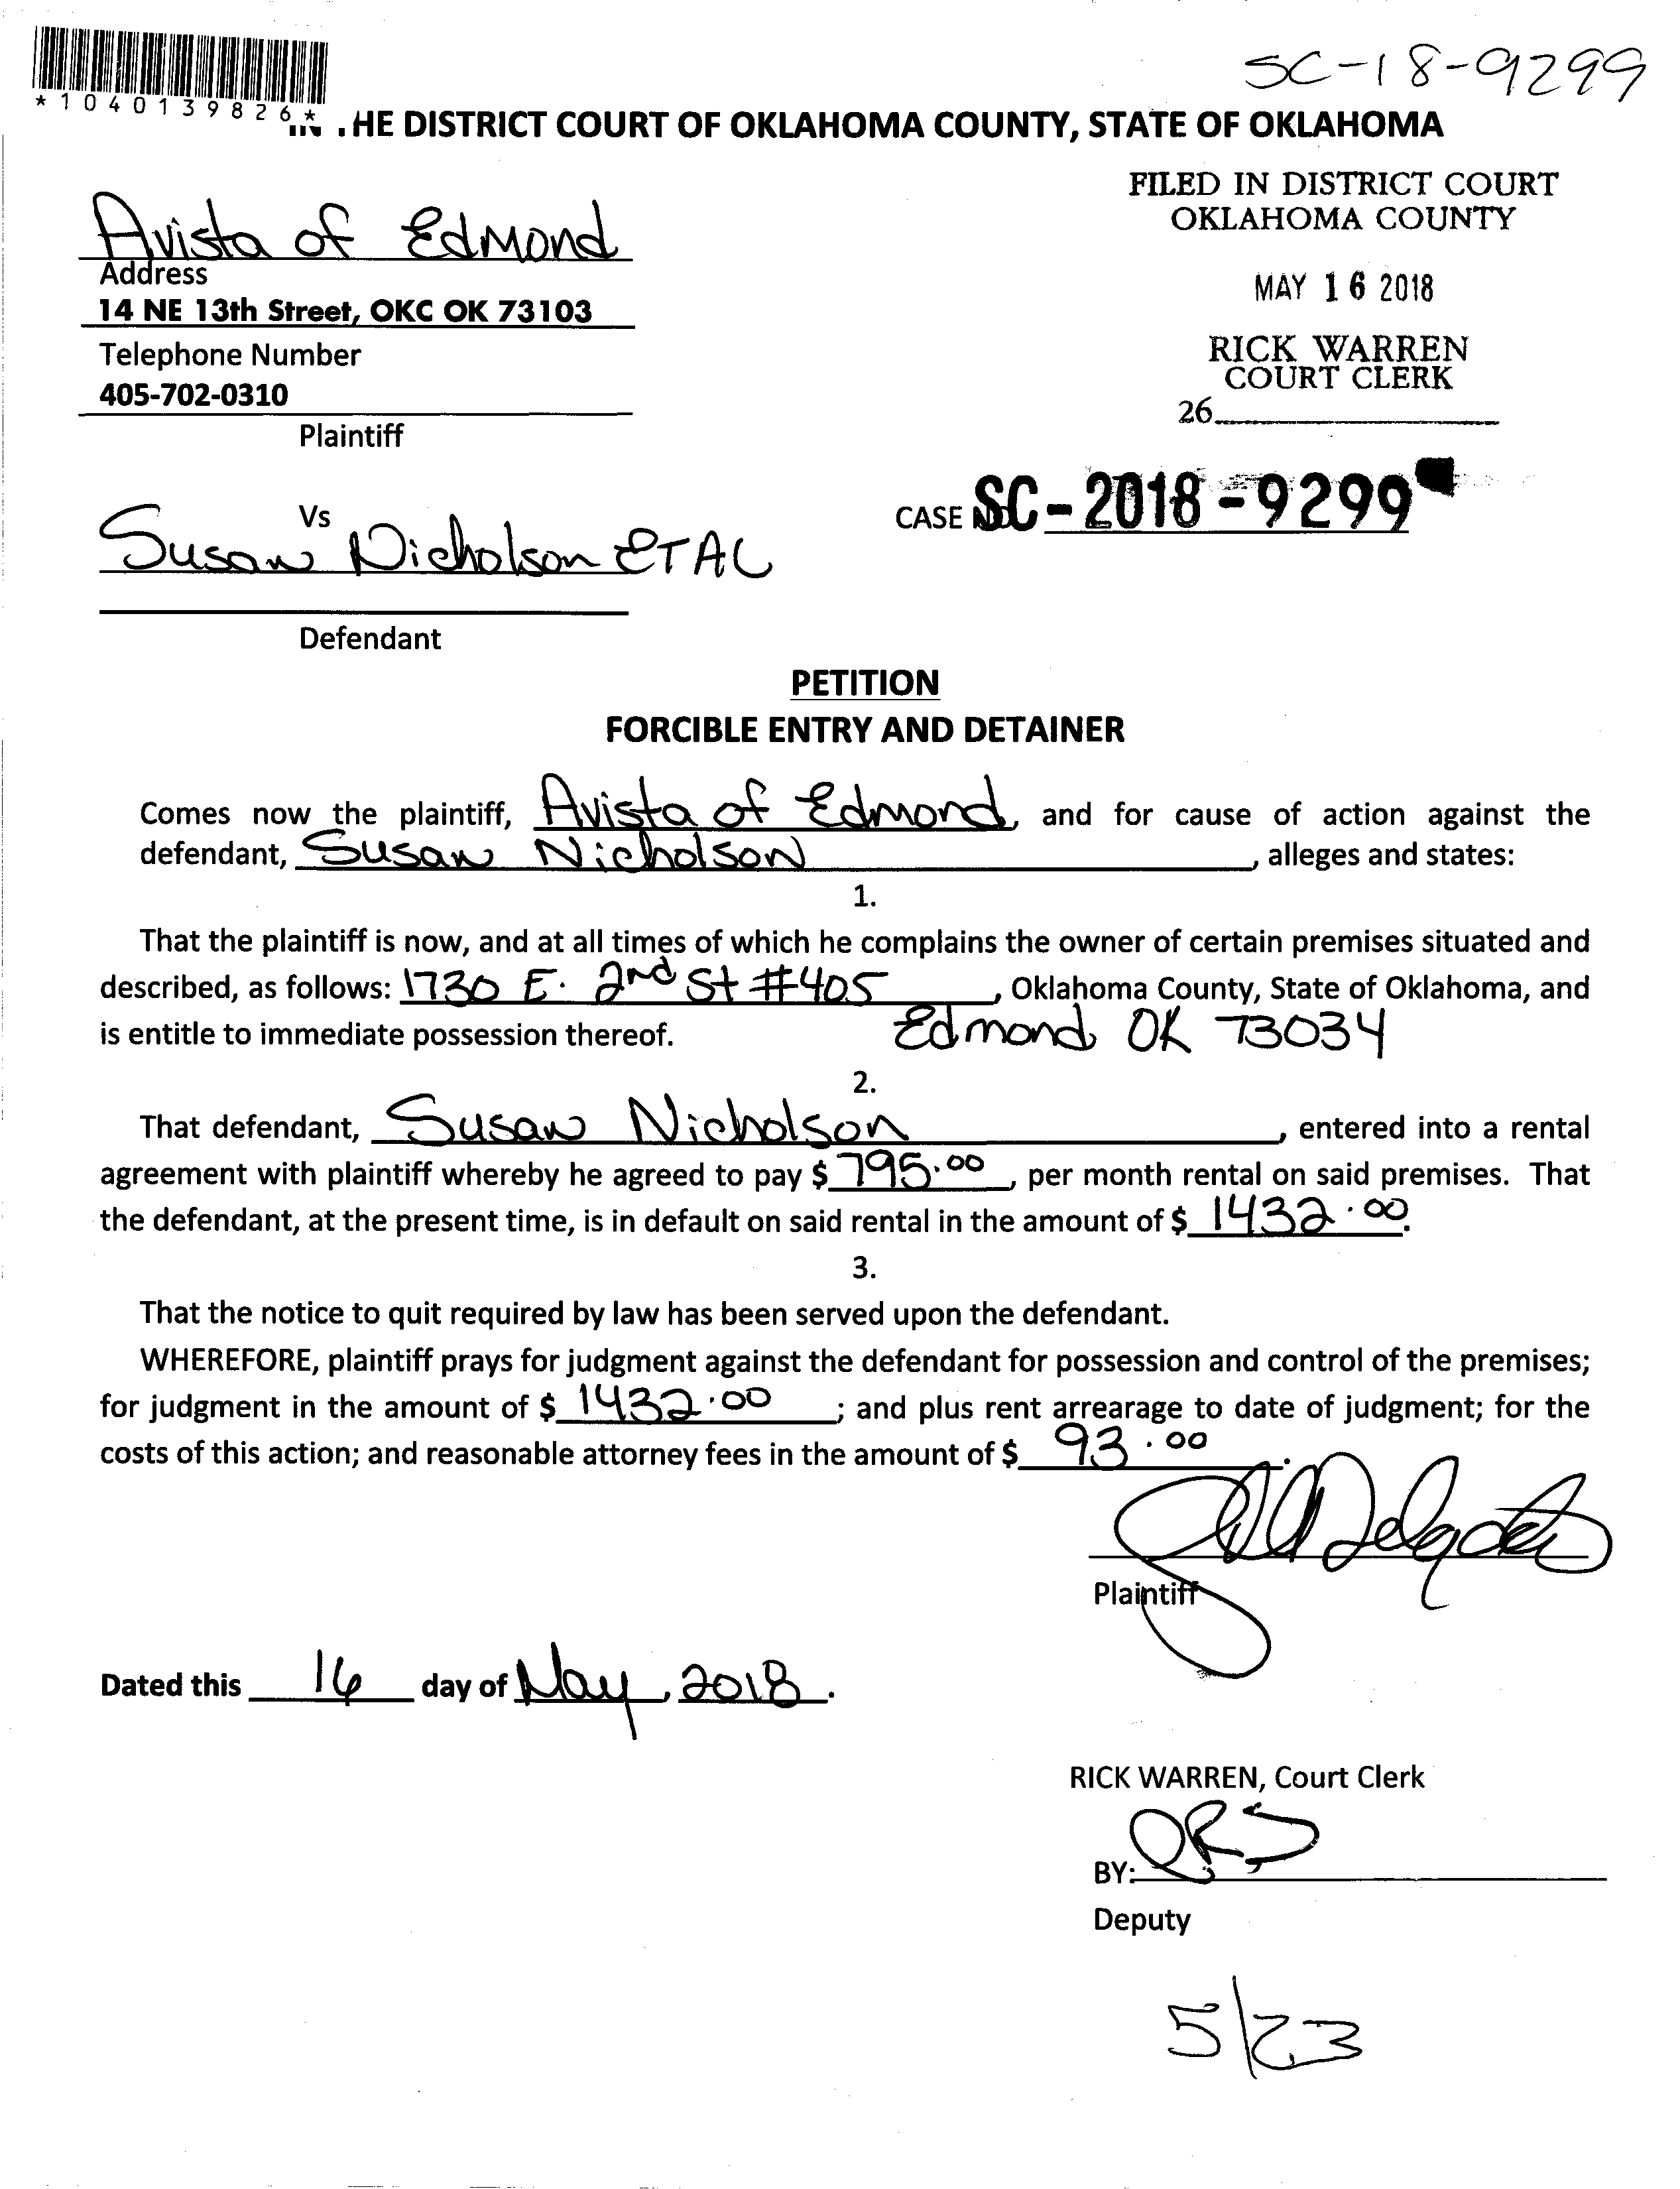 SC-18-9299
*1040139826*
IN THE DISTRICT COURT OF OKLAHOMA COUNTY, STATE OF OKLAHOMA
FILED IN DISTRICT COURT
OKLAHOMA COUNTY
MAY 16 2018
RICK WARREN
COURT CLERK
26
Avista of Edmond
Address
14 NE 13th Street, OKC OK 73103
Telephone Number
405-702-0310
Plaintiff
Vs
CASE NO SC-2018-9299
Susan Nicholson ETAL
Defendant
PETITION
FORCIBLE ENTRY AND DETAINER
Comes now the plaintiff, Avista of Edmond, and for cause of action against the
defendant, Susan Nicholson, alleges and states:
1.
That the plaintiff is now, and at all times of which he complains the owner of certain premises situated and
described, as follows: 1730 E. 2nd St #405, Oklahoma County, State of Oklahoma, and
is entitle to immediate possession thereof. Edmond OK 73034
2.
That defendant, Susan Nicholson, entered into a rental
agreement with plaintiff whereby he agreed to pay $ 795.00, per month rental on said premises. That
the defendant, at the present time, is in default on said rental in the amount of $ 1432.00.
3.
That the notice to quit required by law has been served upon the defendant.
WHEREFORE, plaintiff prays for judgment against the defendant for possession and control of the premises;
for judgment in the amount of $ 1432.00; and plus rent arrearage to date of judgment; for the
costs of this action; and reasonable attorney fees in the amount of $ 93.00.
Plaintiff
Dated this 16 day of May, 2018.
RICK WARREN, Court Clerk
BY:
Deputy
5/23